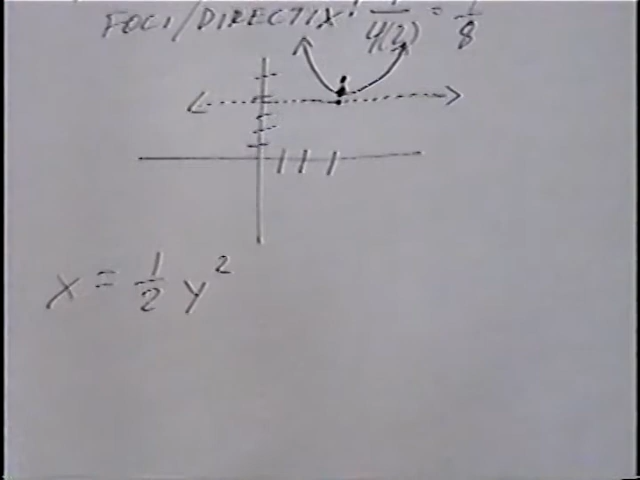 FOCI/DIRECTIX: 1/4(2) = 1/8
x = 1/2 y²